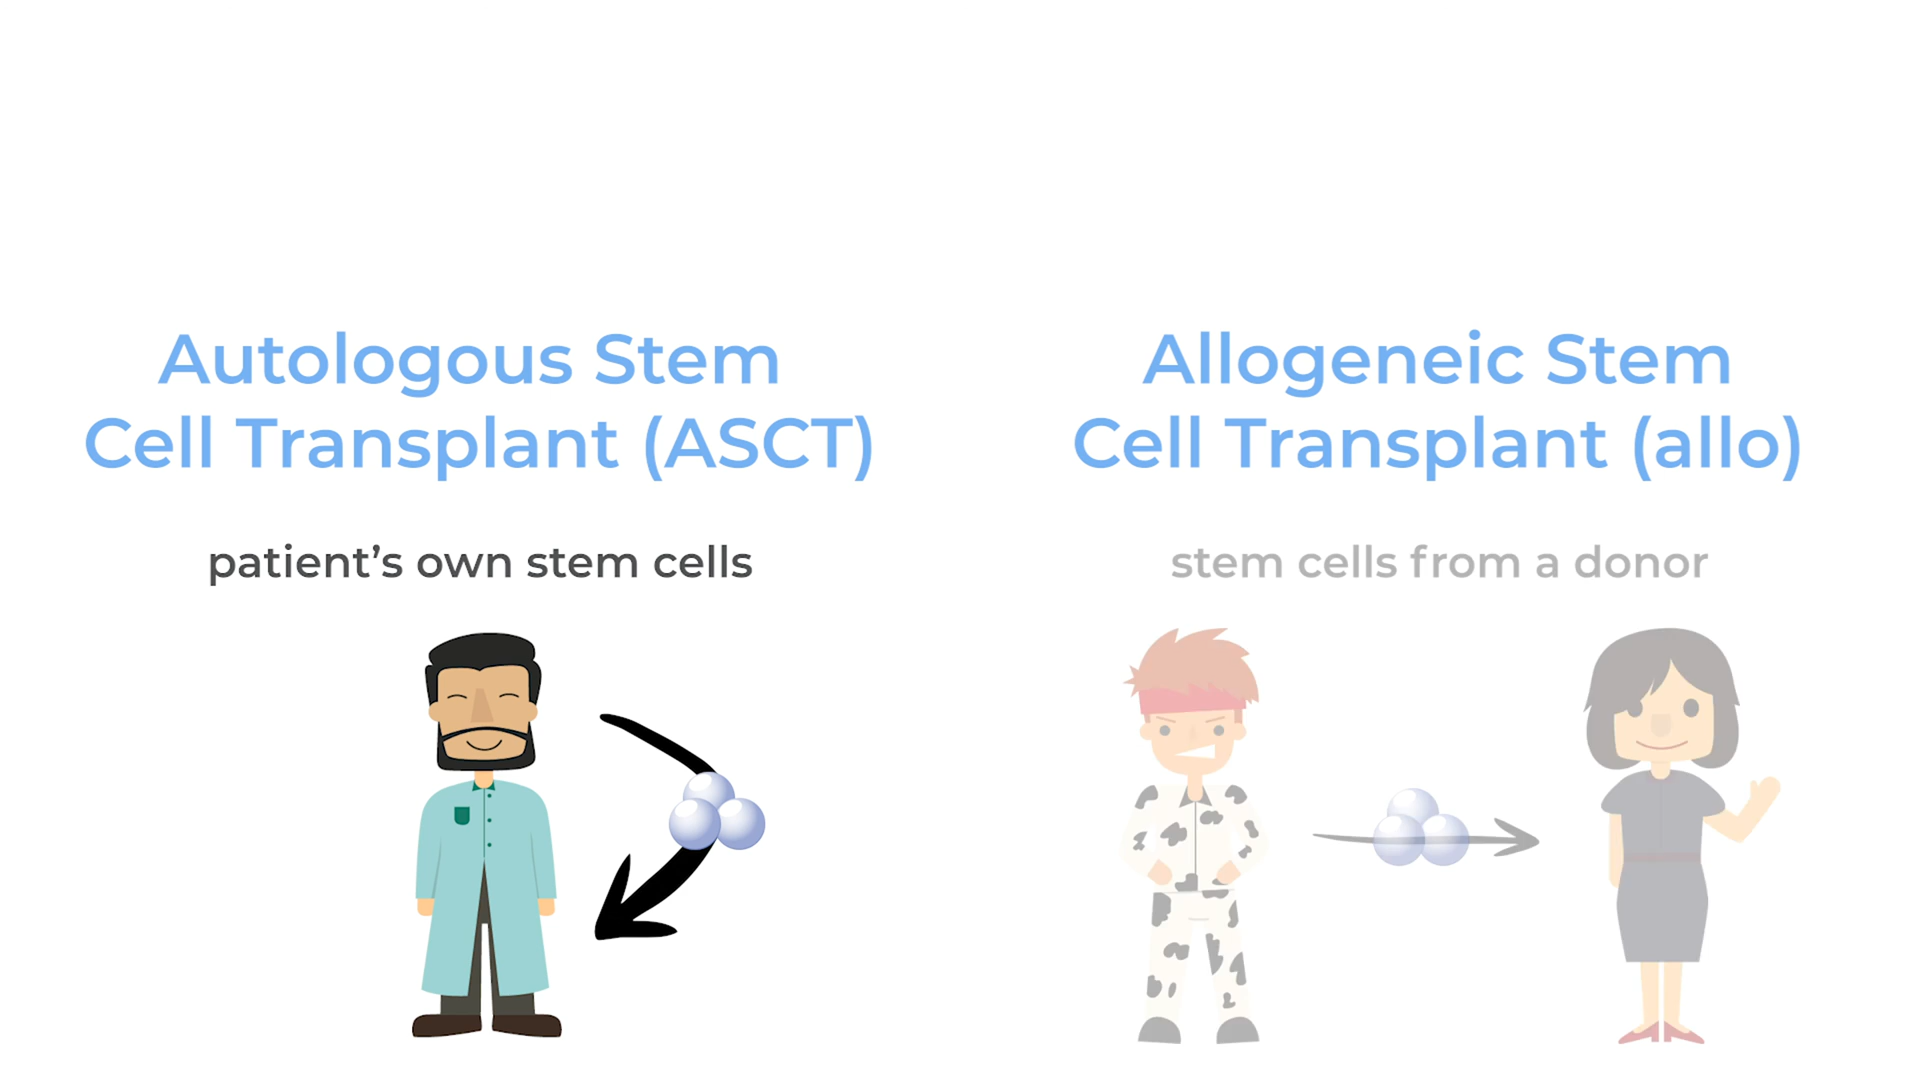 Autologous Stem
Cell Transplant (ASCT)
patient’s own stem cells
Allogeneic Stem
Cell Transplant (allo)
stem cells from a donor